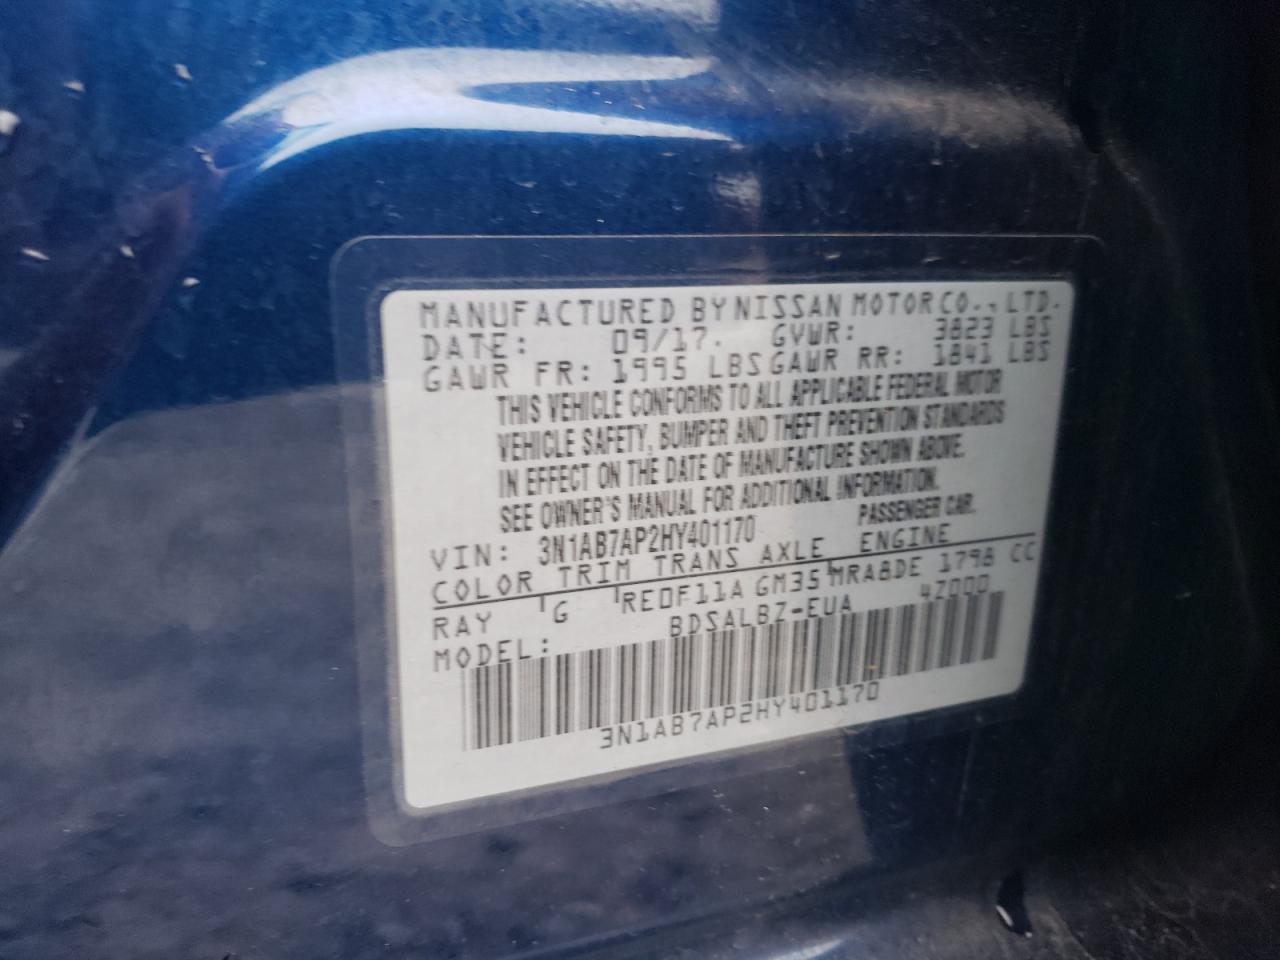 MANUFACTURED BY NISSAN MOTOR CO., LTD.
DATE: 09/17. GVWR: 3823 LBS
GAWR FR: 1995 LBS GAWR RR: 1841 LBS
THIS VEHICLE CONFORMS TO ALL APPLICABLE FEDERAL MOTOR
VEHICLE SAFETY, BUMPER AND THEFT PREVENTION STANDARDS
IN EFFECT ON THE DATE OF MANUFACTURE SHOWN ABOVE.
SEE OWNER'S MANUAL FOR ADDITIONAL INFORMATION.
VIN: 3N1AB7AP2HY401170 PASSENGER CAR.
COLOR TRIM TRANS AXLE ENGINE
RAY G RE0F11A GM35 MRA8DE 1798 CC
MODEL: BDSALBZ-EUA 4Z000
3N1AB7AP2HY401170